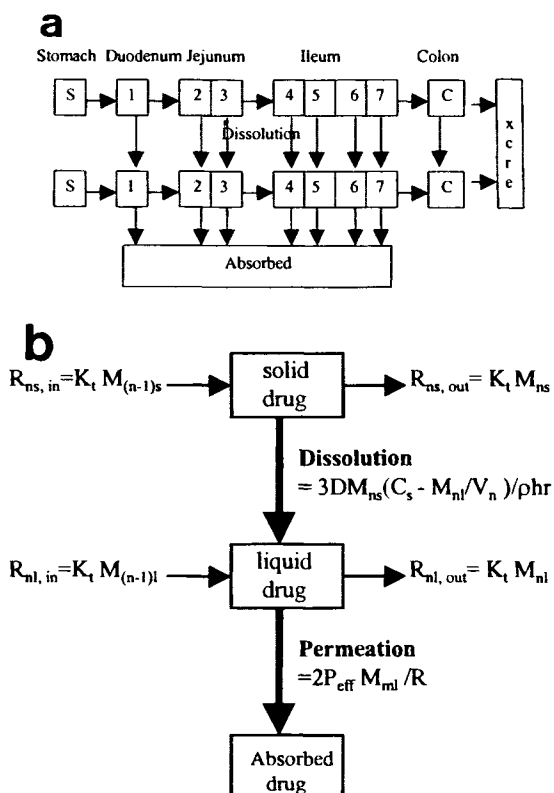 a
Stomach Duodenum Jejunum Ileum Colon
S 1 2 3 4 5 6 7 C
Dissolution
S 1 2 3 4 5 6 7 C
x
c
r
e
Absorbed
b
R_ns, in=K_t M_(n-1)s
solid
drug
R_ns, out= K_t M_ns
Dissolution
= 3DM_ns(C_s - M_nl/V_n)/ρhr
R_nl, in=K_t M_(n-1)l
liquid
drug
R_nl, out= K_t M_nl
Permeation
=2P_eff M_ml /R
Absorbed
drug